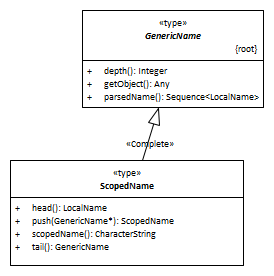 «type»
GenericName
{root}
+ depth(): Integer
+ getObject(): Any
+ parsedName(): Sequence<LocalName>
«Complete»
«type»
ScopedName
+ head(): LocalName
+ push(GenericName*): ScopedName
+ scopedName(): CharacterString
+ tail(): GenericName